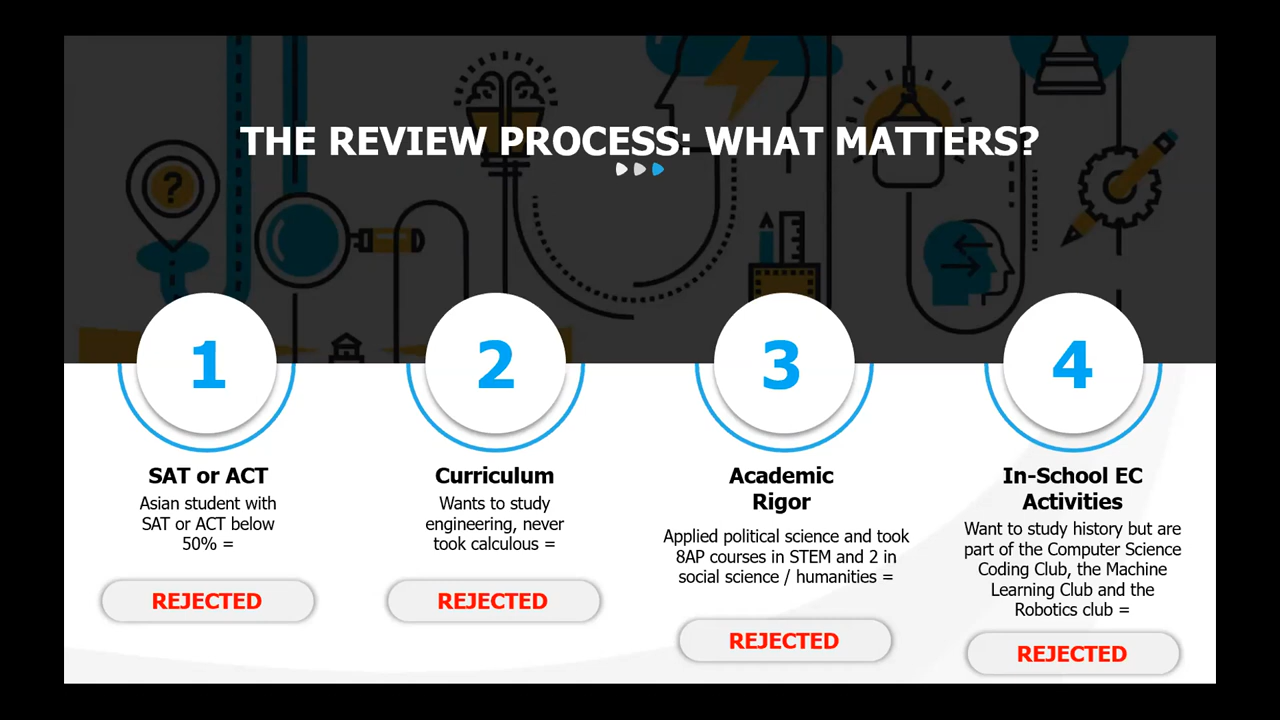 THE REVIEW PROCESS: WHAT MATTERS?
?
1
SAT or ACT
Asian student with
SAT or ACT below
50% =
REJECTED
2
Curriculum
Wants to study
engineering, never
took calculous =
REJECTED
3
Academic
Rigor
Applied political science and took
8AP courses in STEM and 2 in
social science / humanities =
REJECTED
4
In-School EC
Activities
Want to study history but are
part of the Computer Science
Coding Club, the Machine
Learning Club and the
Robotics club =
REJECTED